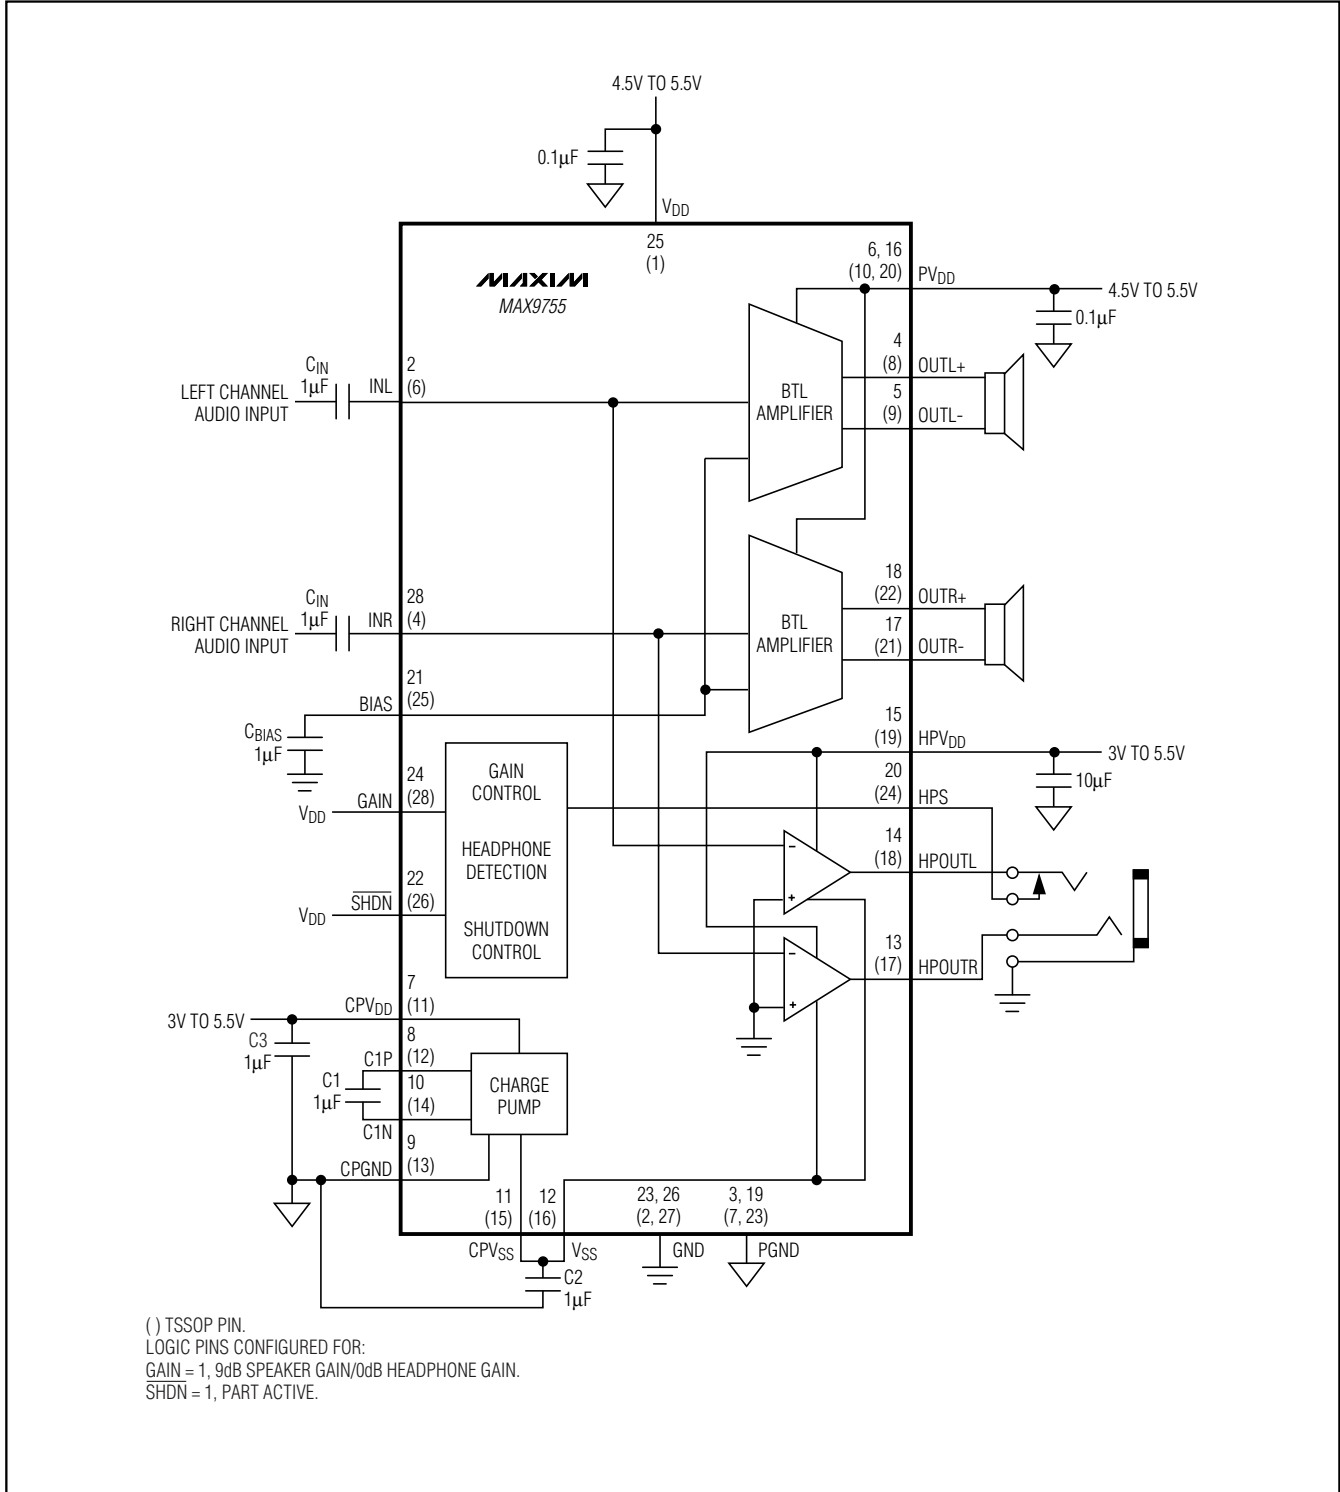 4.5V TO 5.5V
0.1µF
VDD
25
(1)
MAXIM
MAX9755
6, 16
(10, 20)
PVDD
4.5V TO 5.5V
0.1µF
CIN
1µF
LEFT CHANNEL
AUDIO INPUT
INL
2
(6)
BTL
AMPLIFIER
4
(8)
OUTL+
5
(9)
OUTL-
CIN
1µF
RIGHT CHANNEL
AUDIO INPUT
INR
28
(4)
BTL
AMPLIFIER
18
(22)
OUTR+
17
(21)
OUTR-
BIAS
21
(25)
CBIAS
1µF
15
(19)
HPVDD
3V TO 5.5V
10µF
VDD
GAIN
24
(28)
GAIN
CONTROL
HEADPHONE
DETECTION
SHUTDOWN
CONTROL
20
(24)
HPS
VDD
SHDN
22
(26)
−
+
14
(18)
HPOUTL
−
+
13
(17)
HPOUTR
3V TO 5.5V
CPVDD
7
(11)
C3
1µF
C1P
8
(12)
C1
1µF
10
(14)
C1N
CHARGE
PUMP
CPGND
9
(13)
11
(15)
12
(16)
23, 26
(2, 27)
3, 19
(7, 23)
CPVSS
VSS
GND
PGND
C2
1µF
( ) TSSOP PIN.
LOGIC PINS CONFIGURED FOR:
GAIN = 1, 9dB SPEAKER GAIN/0dB HEADPHONE GAIN.
SHDN = 1, PART ACTIVE.